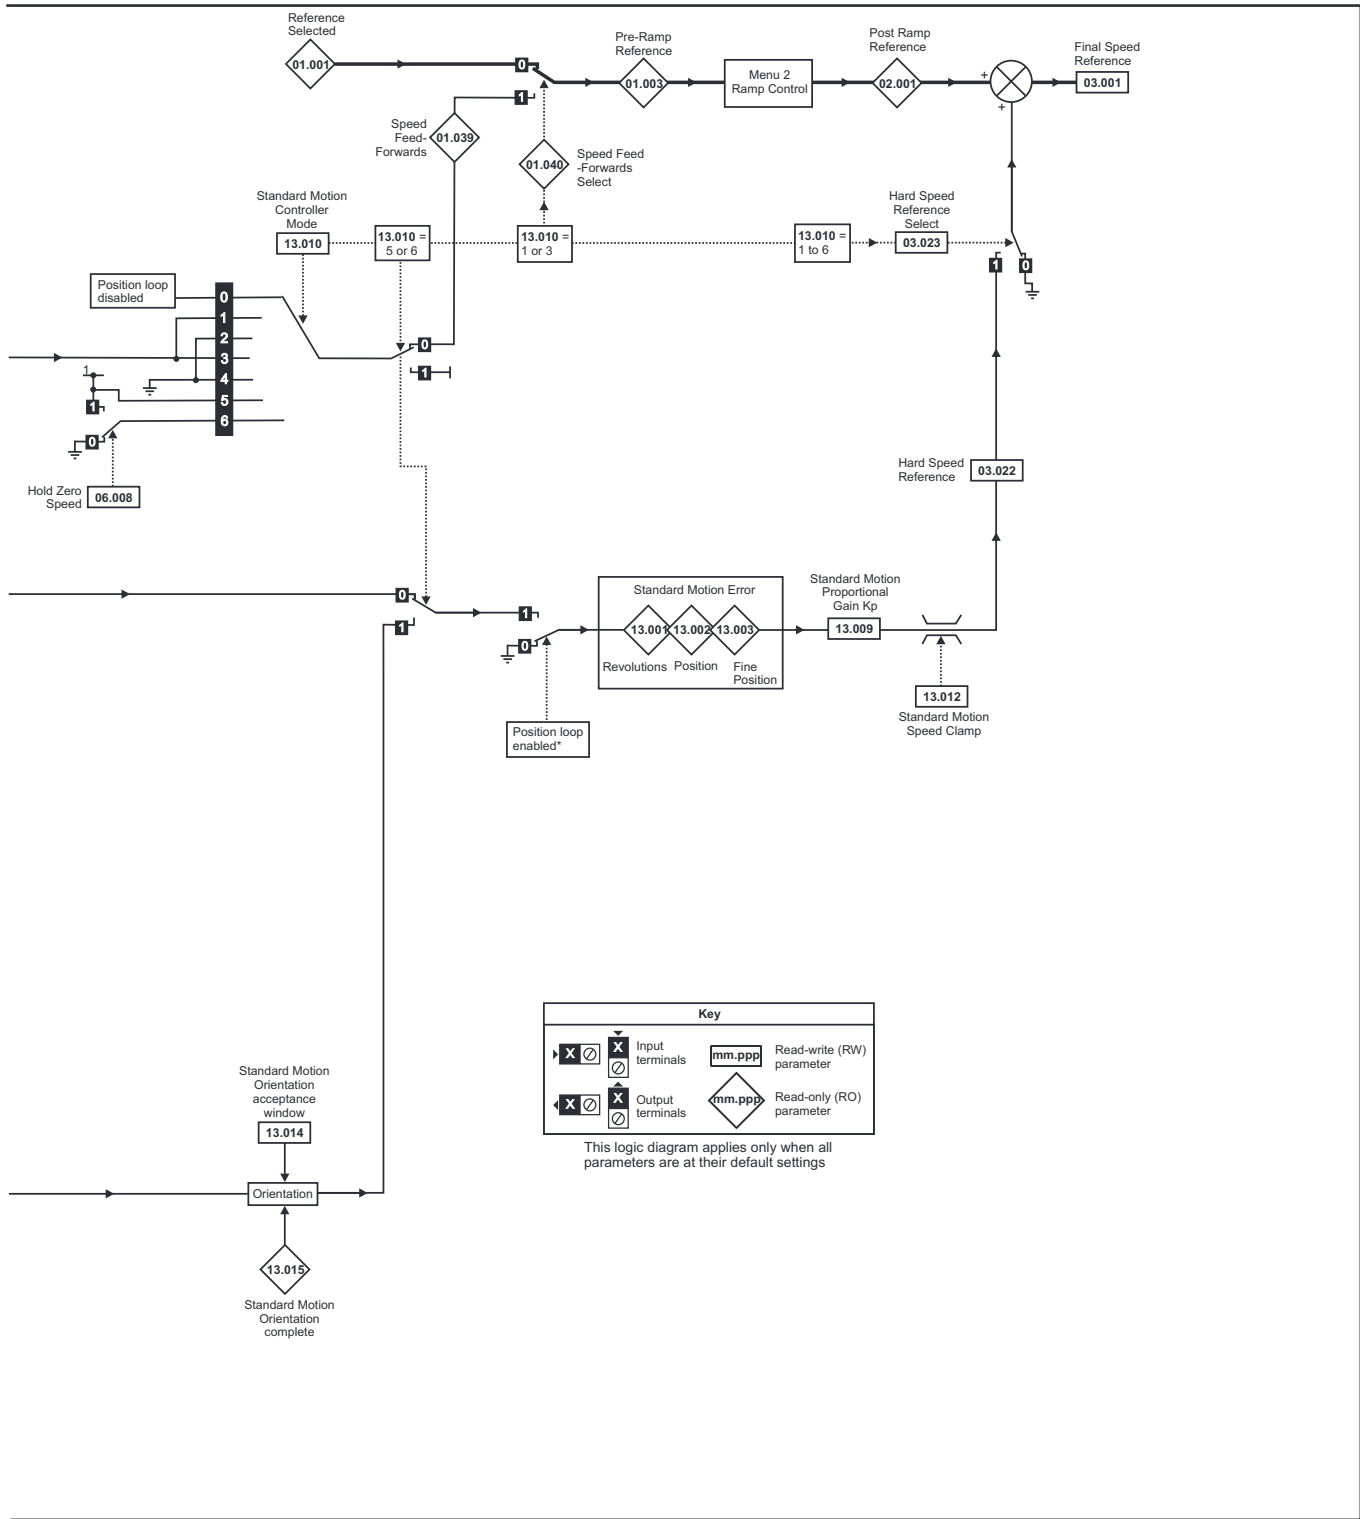 Reference
Selected
01.001
0
1
Pre-Ramp
Reference
01.003
Menu 2
Ramp Control
Post Ramp
Reference
02.001
+
+
Final Speed
Reference
03.001
Speed
Feed-
Forwards
01.039
01.040
Speed Feed
-Forwards
Select
Standard Motion
Controller
Mode
13.010
13.010 =
5 or 6
13.010 =
1 or 3
13.010 =
1 to 6
Hard Speed
Reference
Select
03.023
1
0
Position loop
disabled
0
1
2
3
4
5
6
0
1
1
1
0
Hold Zero
Speed
06.008
Hard Speed
Reference
03.022
0
1
1
0
Position loop
enabled*
Standard Motion Error
13.001
13.002
13.003
Revolutions
Position
Fine
Position
Standard Motion
Proportional
Gain Kp
13.009
13.012
Standard Motion
Speed Clamp
Key
X
X
Input
terminals
mm.ppp
Read-write (RW)
parameter
X
X
Output
terminals
mm.ppp
Read-only (RO)
parameter
This logic diagram applies only when all
parameters are at their default settings
Standard Motion
Orientation
acceptance
window
13.014
Orientation
13.015
Standard Motion
Orientation
complete